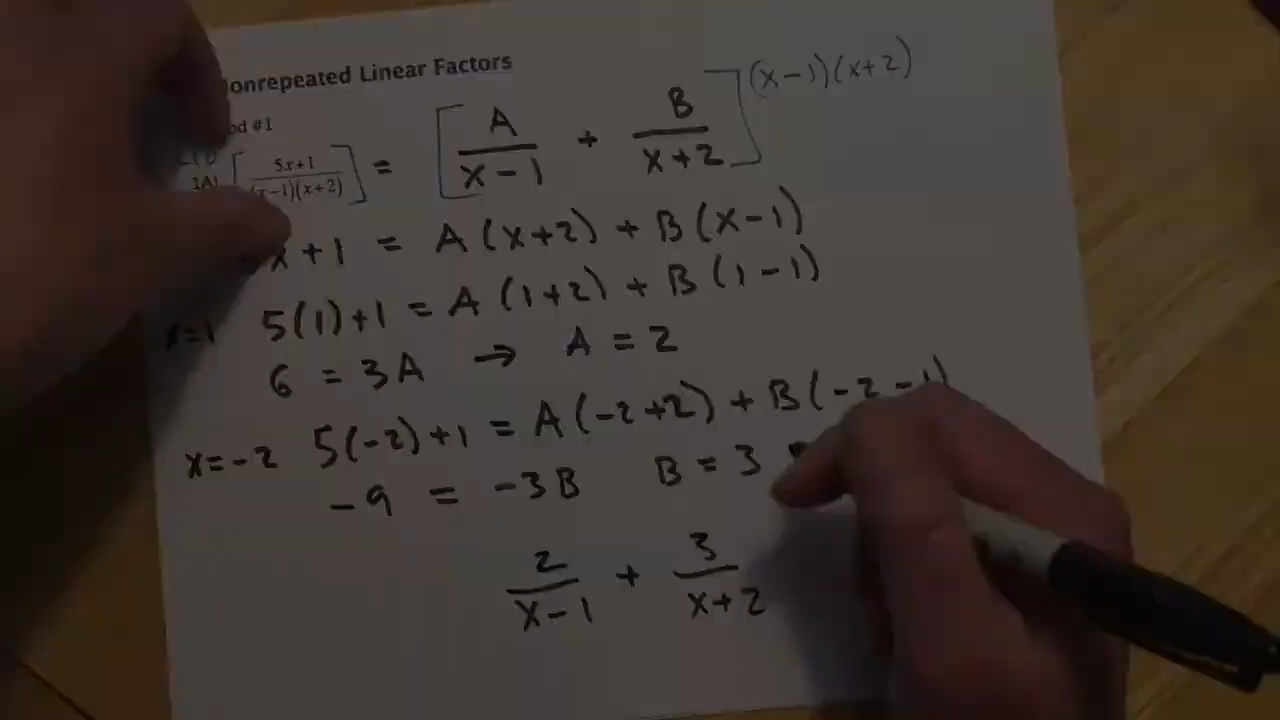 Linear Factors
#1
[5x+1 / (x-1)(x+2)] = [A/(x-1) + B/(x+2)] (x-1)(x+2)
x+1 = A(x+2) + B(x-1)
x=1 5(1)+1 = A(1+2) + B(1-1)
6 = 3A → A = 2
x=-2 5(-2)+1 = A(-2+2) + B(-2-1)
-9 = -3B B = 3
2/(x-1) + 3/(x+2)